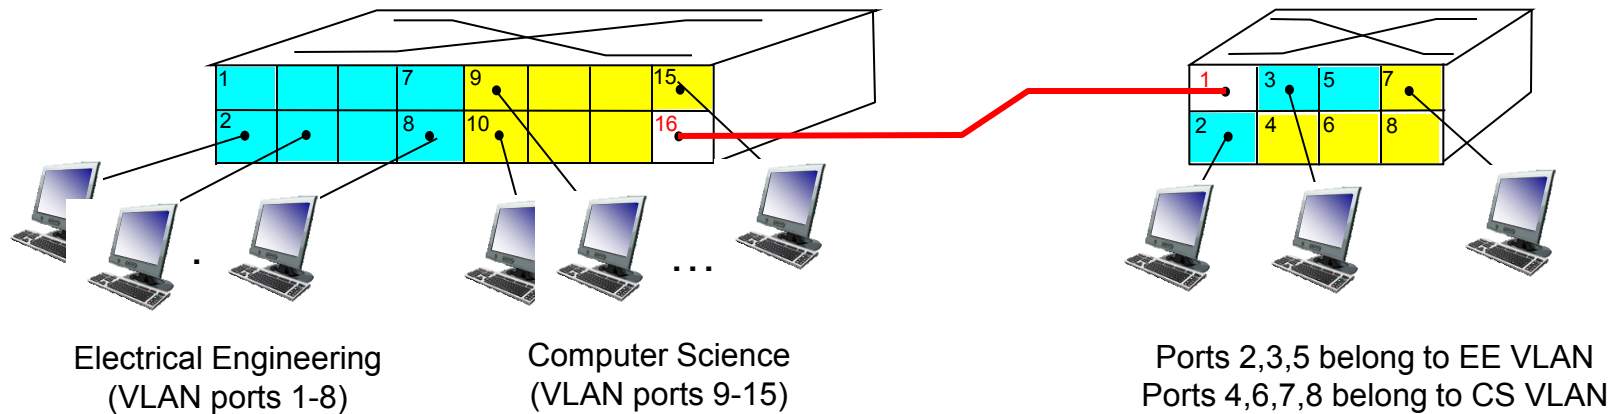 1 7 9 15
2 8 10 16
1 3 5 7
2 4 6 8
. ...
Electrical Engineering
(VLAN ports 1-8)
Computer Science
(VLAN ports 9-15)
Ports 2,3,5 belong to EE VLAN
Ports 4,6,7,8 belong to CS VLAN